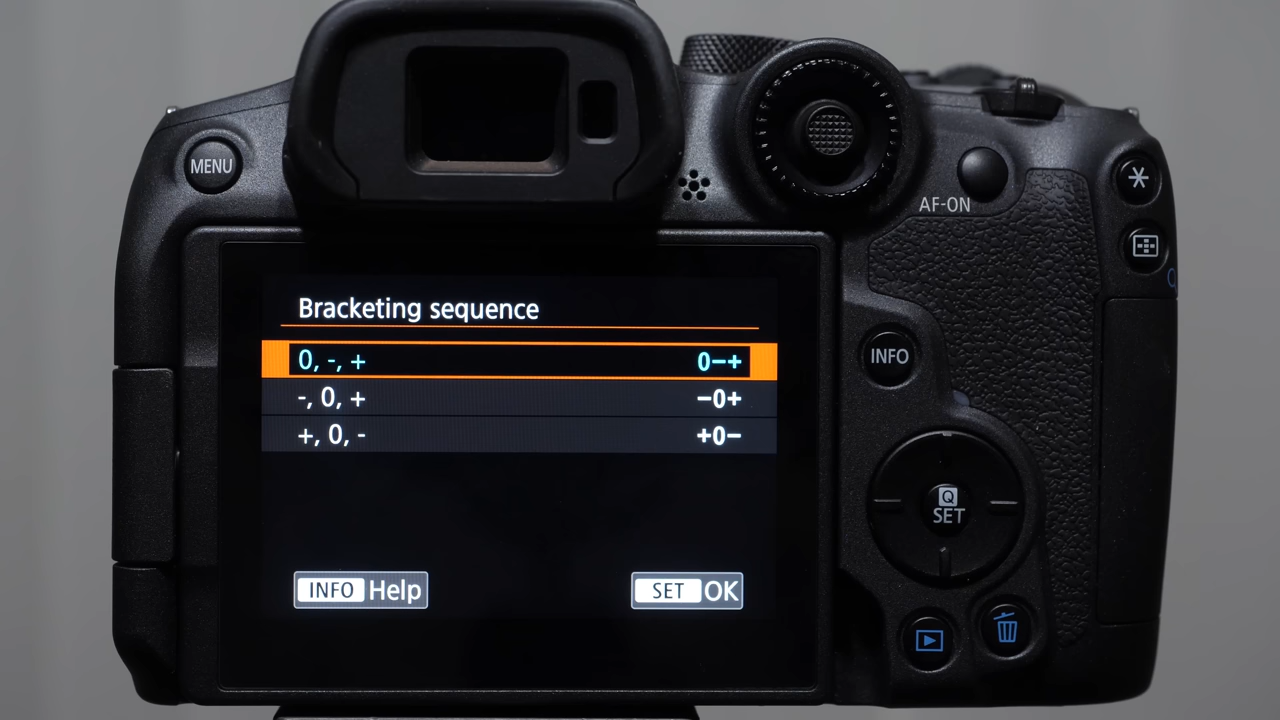 MENU
AF-ON
Bracketing sequence
0, -, + 0−+
-, 0, + −0+
+, 0, - +0−
INFO
Q
SET
INFO Help SET OK